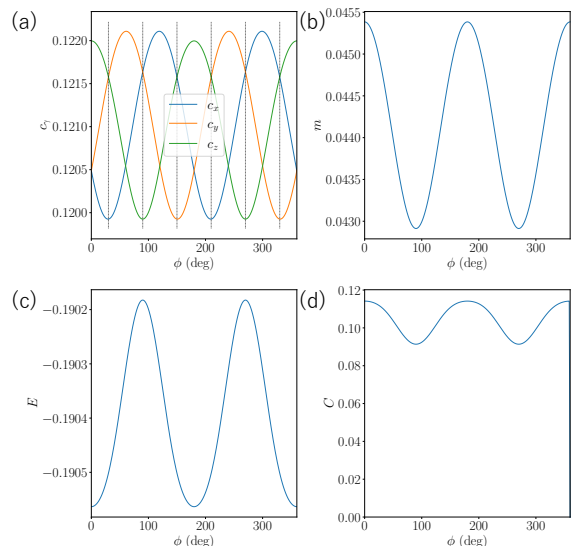 (a)
0.1220
0.1215
0.1210
0.1205
0.1200
c_γ
c_x
c_y
c_z
0 100 200 300
ϕ (deg)
(b)
0.0455
0.0450
0.0445
0.0440
0.0435
0.0430
m
0 100 200 300
ϕ (deg)
(c)
−0.1902
−0.1903
−0.1904
−0.1905
E
0 100 200 300
ϕ (deg)
(d)
0.12
0.10
0.08
0.06
0.04
0.02
0.00
C
0 100 200 300
ϕ (deg)